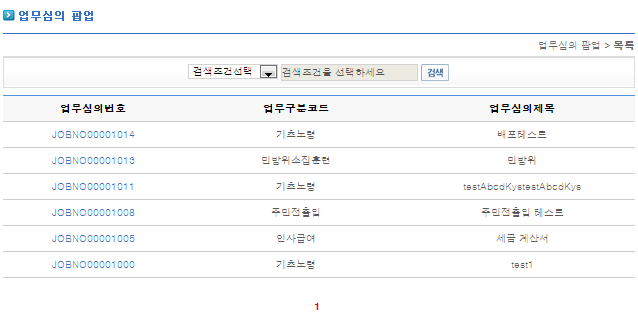 업무심의 팝업
업무심의 팝업 > 목록
검색조건선택 검색조건을 선택하세요 검색
업무심의번호 업무구분코드 업무심의제목
JOBNO00001014 기초노령 배포테스트
JOBNO00001013 민방위소집훈련 민방위
JOBNO00001011 기초노령 testAbcdKystestAbcdKys
JOBNO00001008 주민전출입 주민전출입 테스트
JOBNO00001005 인사급여 세금 계산서
JOBNO00001000 기초노령 test1
1